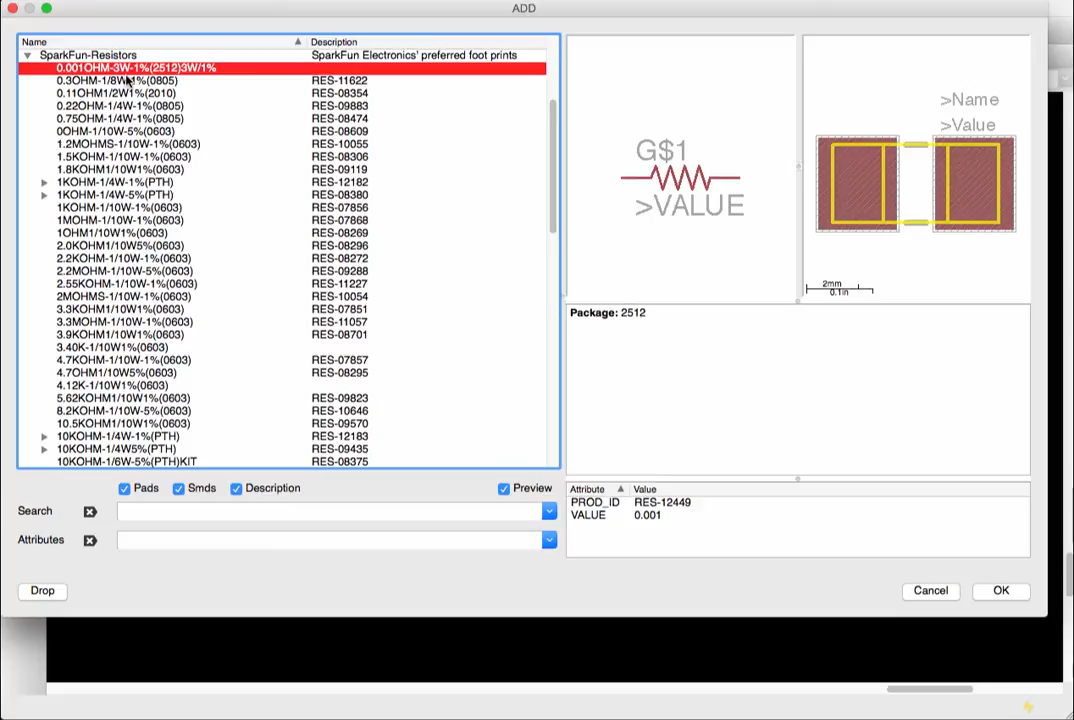 ADD
Name Description
SparkFun-Resistors SparkFun Electronics' preferred foot prints
0.001OHM-3W-1%(2512)3W/1%
0.3OHM-1/8W-1%(0805) RES-11622
0.11OHM1/2W1%(2010) RES-08354
0.22OHM-1/4W-1%(0805) RES-09883
0.75OHM-1/4W-1%(0805) RES-08474
0OHM-1/10W-5%(0603) RES-08609
1.2MOHMS-1/10W-1%(0603) RES-10055
1.5KOHM-1/10W-1%(0603) RES-08306
1.8KOHM1/10W1%(0603) RES-09119
1KOHM-1/4W-1%(PTH) RES-12182
1KOHM-1/4W-5%(PTH) RES-08380
1KOHM-1/10W-1%(0603) RES-07856
1MOHM-1/10W-1%(0603) RES-07868
1OHM1/10W1%(0603) RES-08269
2.0KOHM1/10W5%(0603) RES-08296
2.2KOHM-1/10W-1%(0603) RES-08272
2.2MOHM-1/10W-5%(0603) RES-09288
2.55KOHM-1/10W-1%(0603) RES-11227
2MOHMS-1/10W-1%(0603) RES-10054
3.3KOHM1/10W1%(0603) RES-07851
3.3MOHM-1/10W-1%(0603) RES-11057
3.9KOHM1/10W1%(0603) RES-08701
3.40K-1/10W1%(0603)
4.7KOHM-1/10W-1%(0603) RES-07857
4.7OHM1/10W5%(0603) RES-08295
4.12K-1/10W1%(0603)
5.62KOHM1/10W1%(0603) RES-09823
8.2KOHM-1/10W-5%(0603) RES-10646
10.5KOHM1/10W1%(0603) RES-09570
10KOHM-1/4W-1%(PTH) RES-12183
10KOHM-1/4W5%(PTH) RES-09435
10KOHM-1/6W-5%(PTH)KIT RES-08375
G$1
>VALUE
>Name
>Value
2mm
0.1in
Package: 2512
Pads Smds Description Preview
Search
Attributes
Attribute Value
PROD_ID RES-12449
VALUE 0.001
Drop Cancel OK